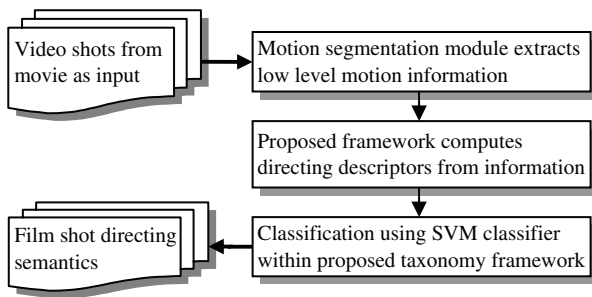 Video shots from
movie as input
Motion segmentation module extracts
low level motion information
Proposed framework computes
directing descriptors from information
Classification using SVM classifier
within proposed taxonomy framework
Film shot directing
semantics